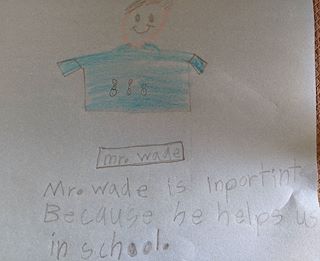 mr. wade
Mr. wade is Inportint
Because he helps us
in school.